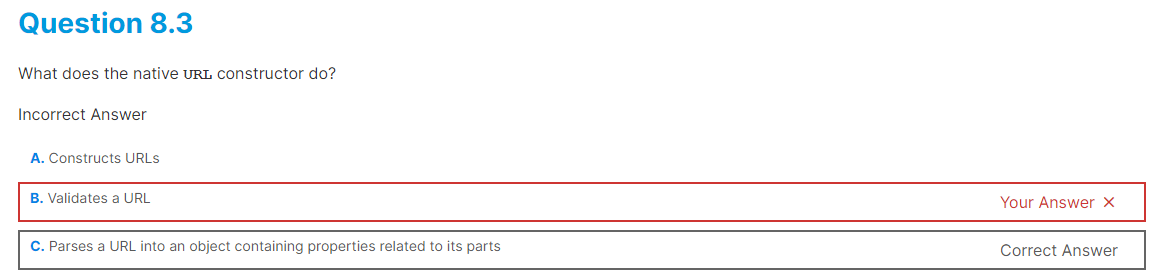 Question 8.3
What does the native URL constructor do?
Incorrect Answer
A. Constructs URLs
B. Validates a URL Your Answer ✕
C. Parses a URL into an object containing properties related to its parts Correct Answer